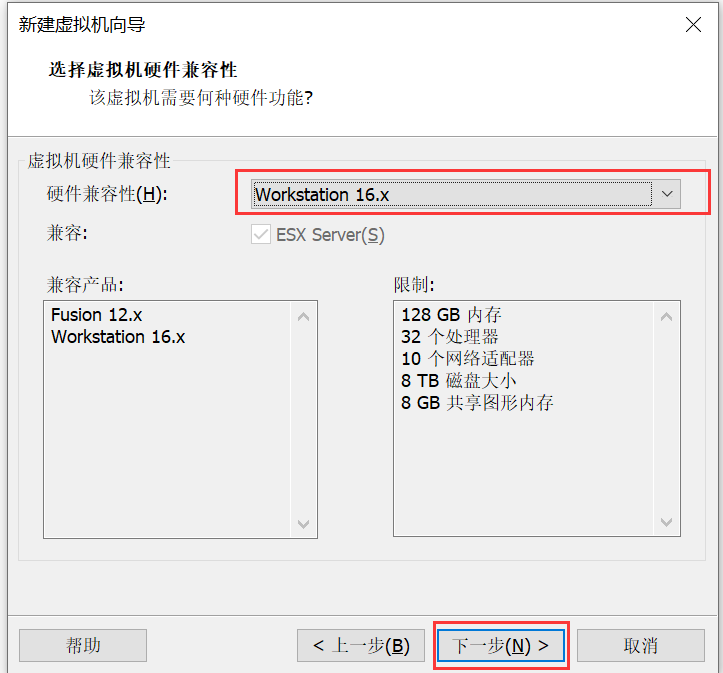 新建虚拟机向导
选择虚拟机硬件兼容性
该虚拟机需要何种硬件功能?
虚拟机硬件兼容性
硬件兼容性(H):
Workstation 16.x
兼容:
ESX Server(S)
兼容产品:
Fusion 12.x
Workstation 16.x
限制:
128 GB 内存
32 个处理器
10 个网络适配器
8 TB 磁盘大小
8 GB 共享图形内存
帮助
< 上一步(B)
下一步(N) >
取消